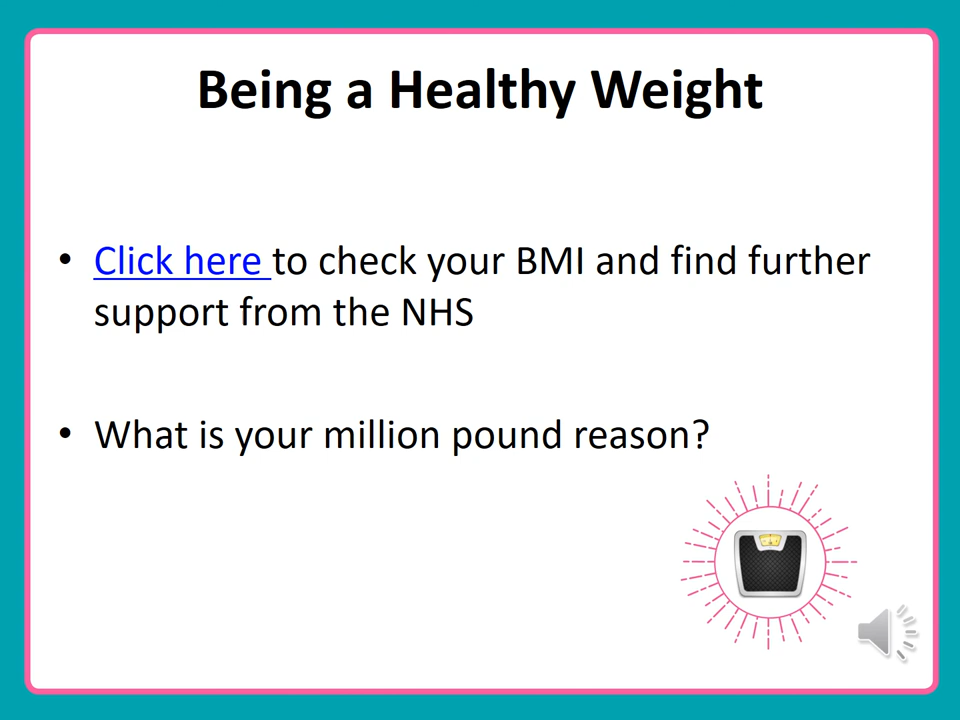 Being a Healthy Weight
• Click here to check your BMI and find further
support from the NHS
• What is your million pound reason?